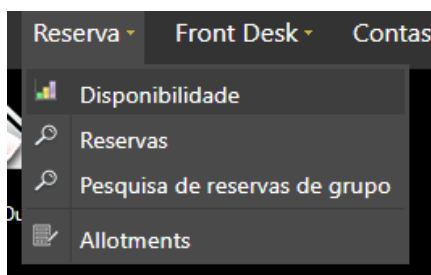 Reserva Front Desk Contas
Disponibilidade
Reservas
Pesquisa de reservas de grupo
Allotments